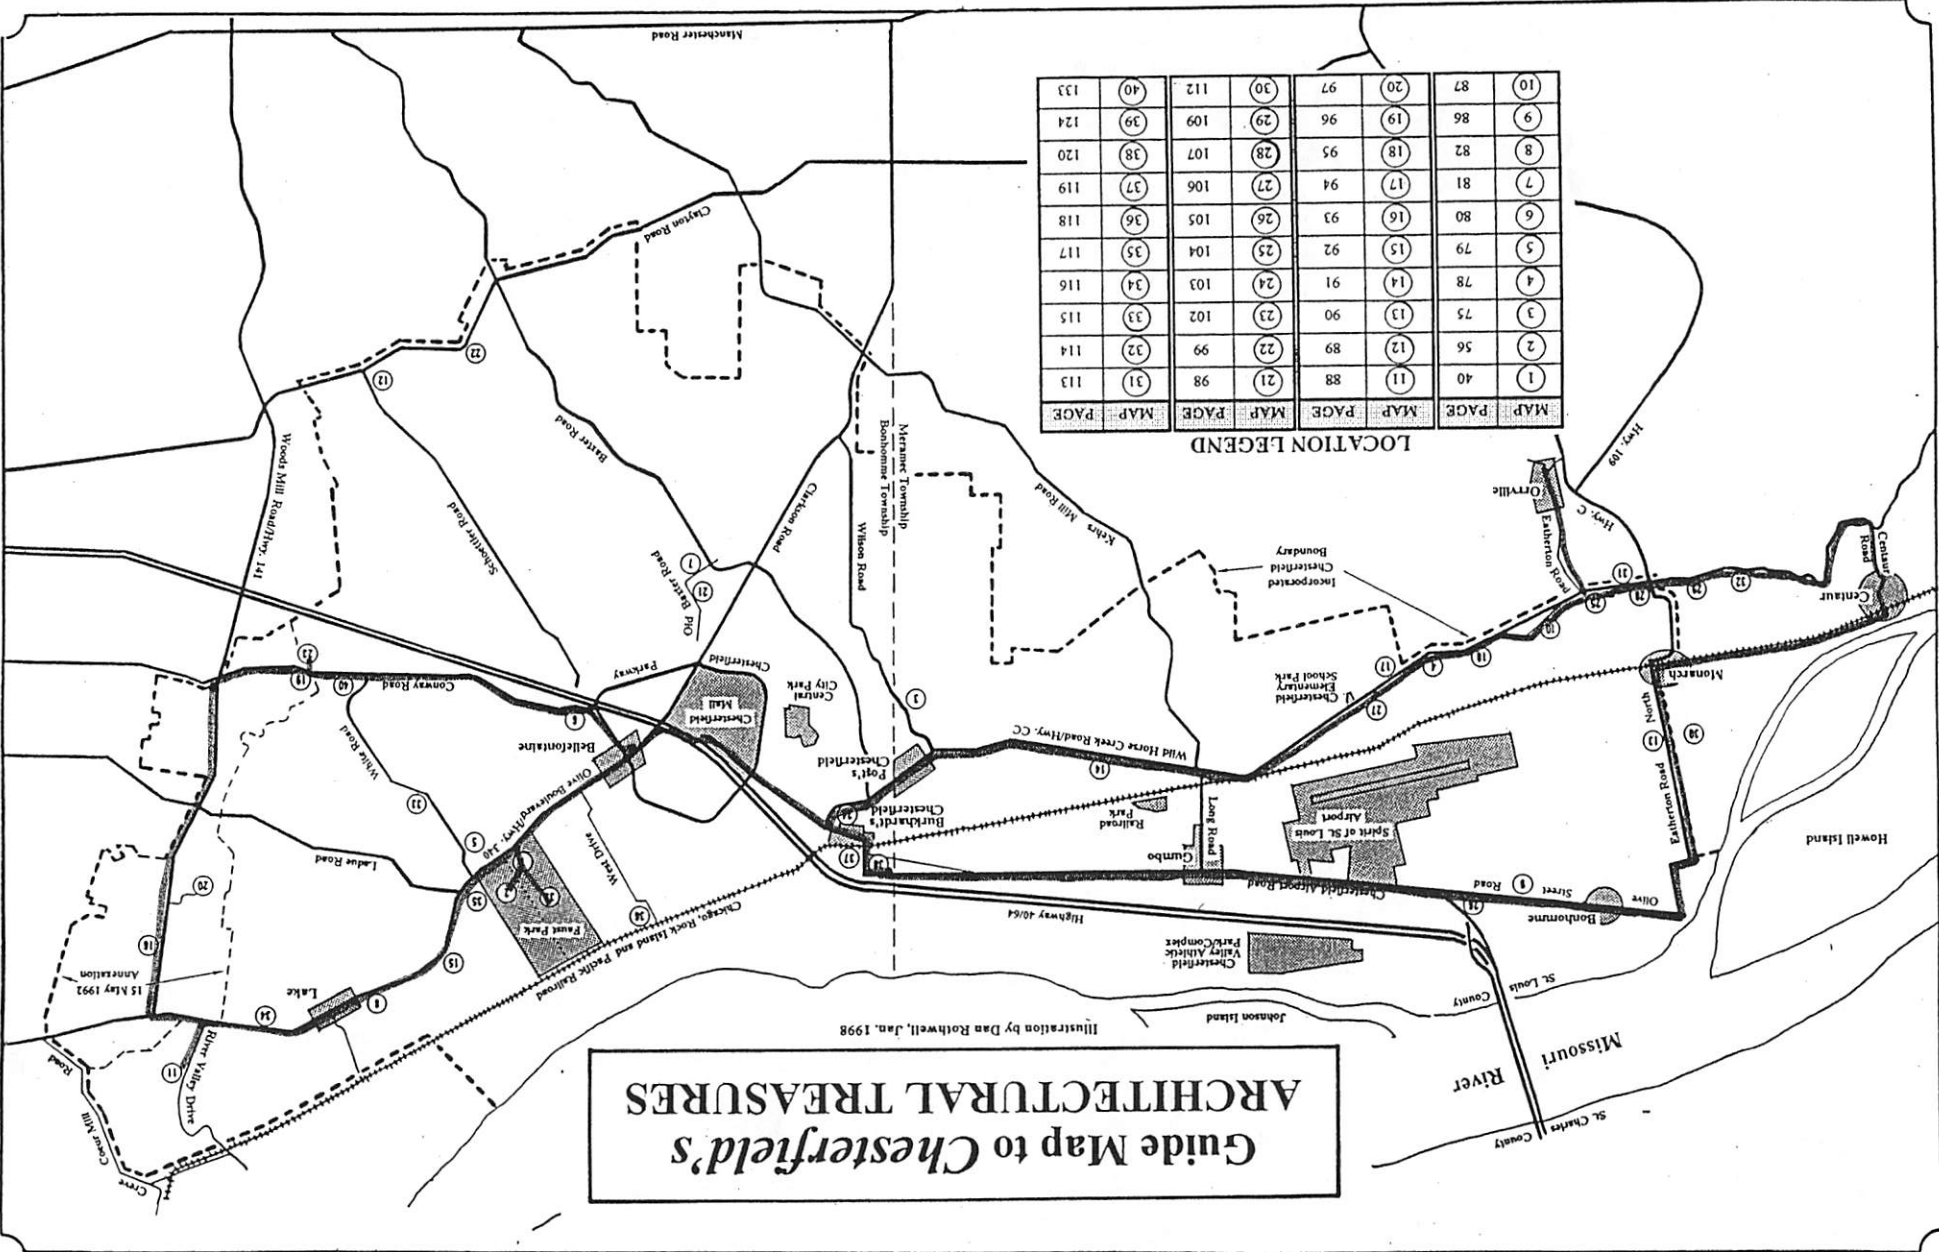 Guide Map to Chesterfield's
ARCHITECTURAL TREASURES
Illustration by Dan Rothwell, Jan. 1998
St. Charles
County
Missouri
River
St. Louis
County
Johnson Island
Howell Island
Chesterfield
Valley Athletic
Park/Complex
Highway 40/64
Olive
Street
Road
Bonhomme
Chesterfield Airport Road
Spirit of St. Louis
Airport
Gumbo
Long Road
Railroad
Park
Eatherton Road
North
Monarch
Centaur
Centaur
Road
Wild Horse Creek Road/Hwy. CC
Burkhardt's
Chesterfield
Post's
Chesterfield
Chesterfield
Elementary
School Park
Incorporated
Chesterfield
Boundary
Eatherton Road
Orrville
Hwy. C
Hwy. 109
Kehrs
Mill Road
Wilson Road
Meramec Township
Bonhomme Township
Clarkson Road
Central
City Park
Chesterfield
Mall
Chesterfield
Parkway
Old Baxter Road
Baxter Road
Schoettler Road
Woods Mill Road/Hwy. 141
Clayton Road
Manchester Road
Bellefontaine
Olive Boulevard/Hwy. 340
West Drive
Faust Park
Chicago, Rock Island and Pacific Railroad
Conway Road
White Road
Ladue Road
Lake
River Valley Drive
15 May 1992
Annexation
Creve
Coeur Mill
Road
LOCATION LEGEND
MAP PAGE MAP PAGE MAP PAGE MAP PAGE
1 40 11 88 21 98 31 113
2 56 12 89 22 99 32 114
3 75 13 90 23 102 33 115
4 78 14 91 24 103 34 116
5 79 15 92 25 104 35 117
6 80 16 93 26 105 36 118
7 81 17 94 27 106 37 119
8 82 18 95 28 107 38 120
9 86 19 96 29 109 39 124
10 87 20 97 30 112 40 133